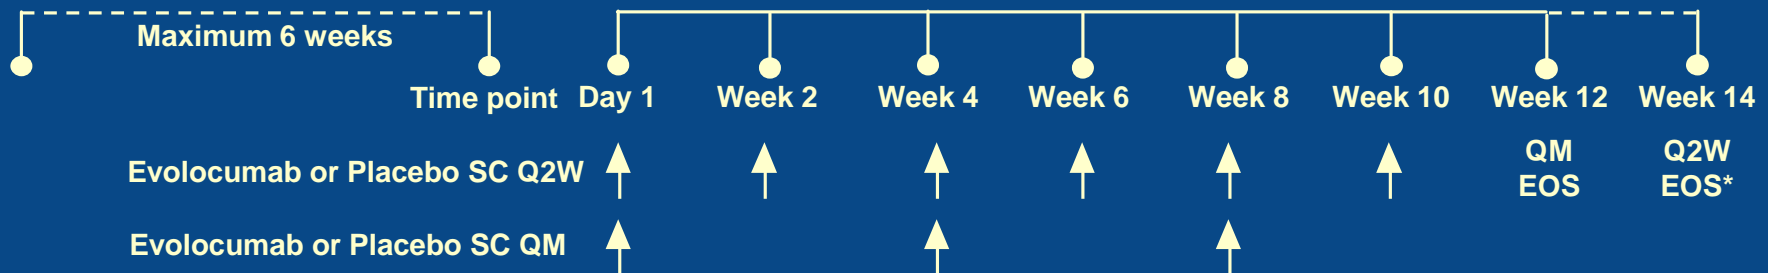 Maximum 6 weeks
Time point Day 1 Week 2 Week 4 Week 6 Week 8 Week 10 Week 12 Week 14
Evolocumab or Placebo SC Q2W QM Q2W
EOS EOS*
Evolocumab or Placebo SC QM